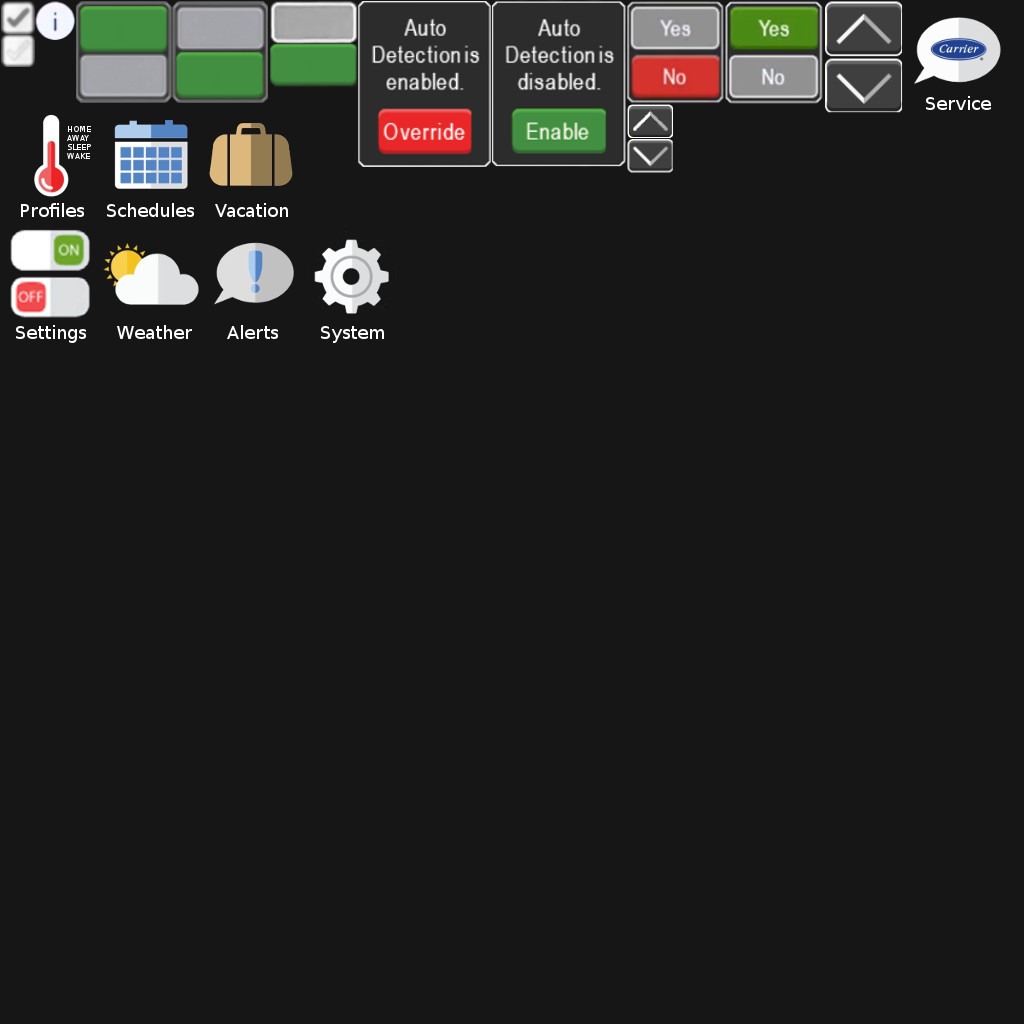 i
Auto
Detection is
enabled.
Override
Auto
Detection is
disabled.
Enable
Yes
No
Yes
No
Carrier
Service
HOME
AWAY
SLEEP
WAKE
Profiles
Schedules
Vacation
ON
OFF
Settings
Weather
!
Alerts
System